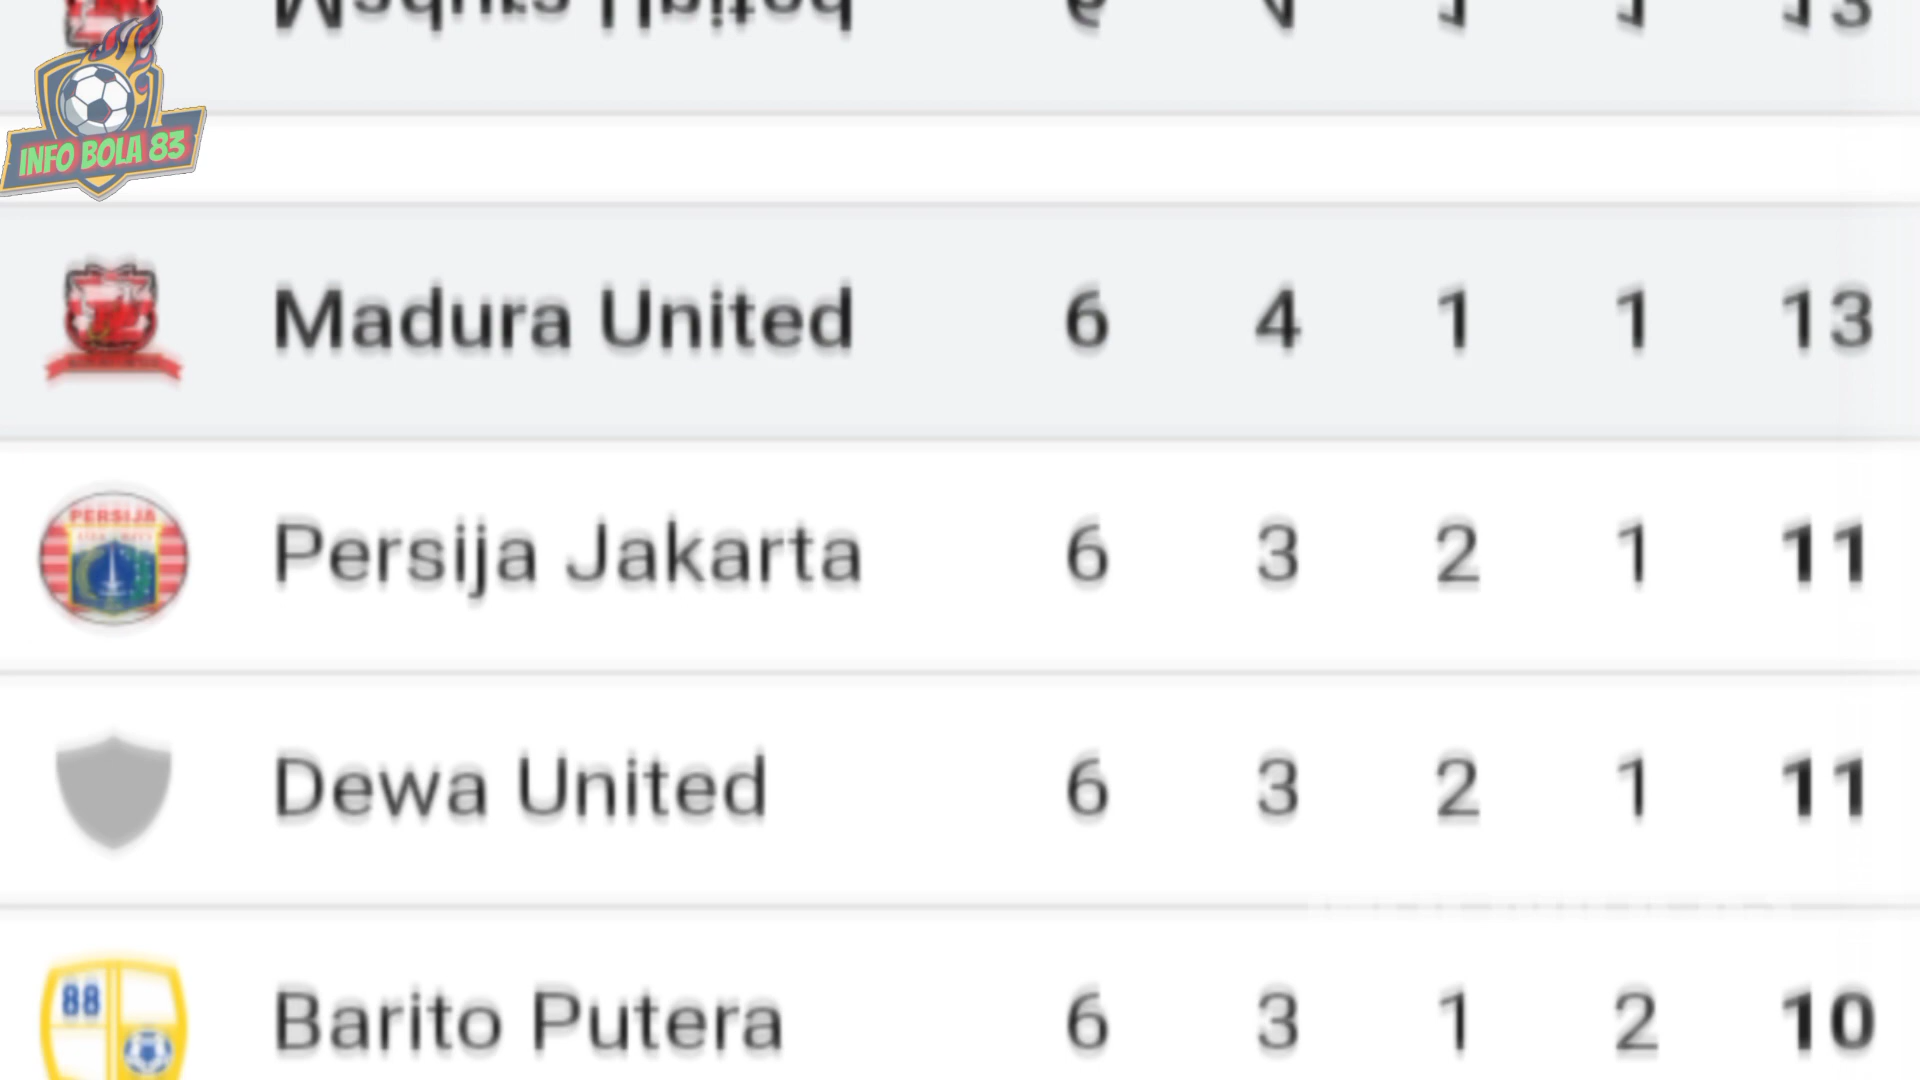 INFO BOLA 83
Madura United 6 4 1 1 13
PERSIJA
Persija Jakarta 6 3 2 1 11
Dewa United 6 3 2 1 11
88
Barito Putera 6 3 1 2 10